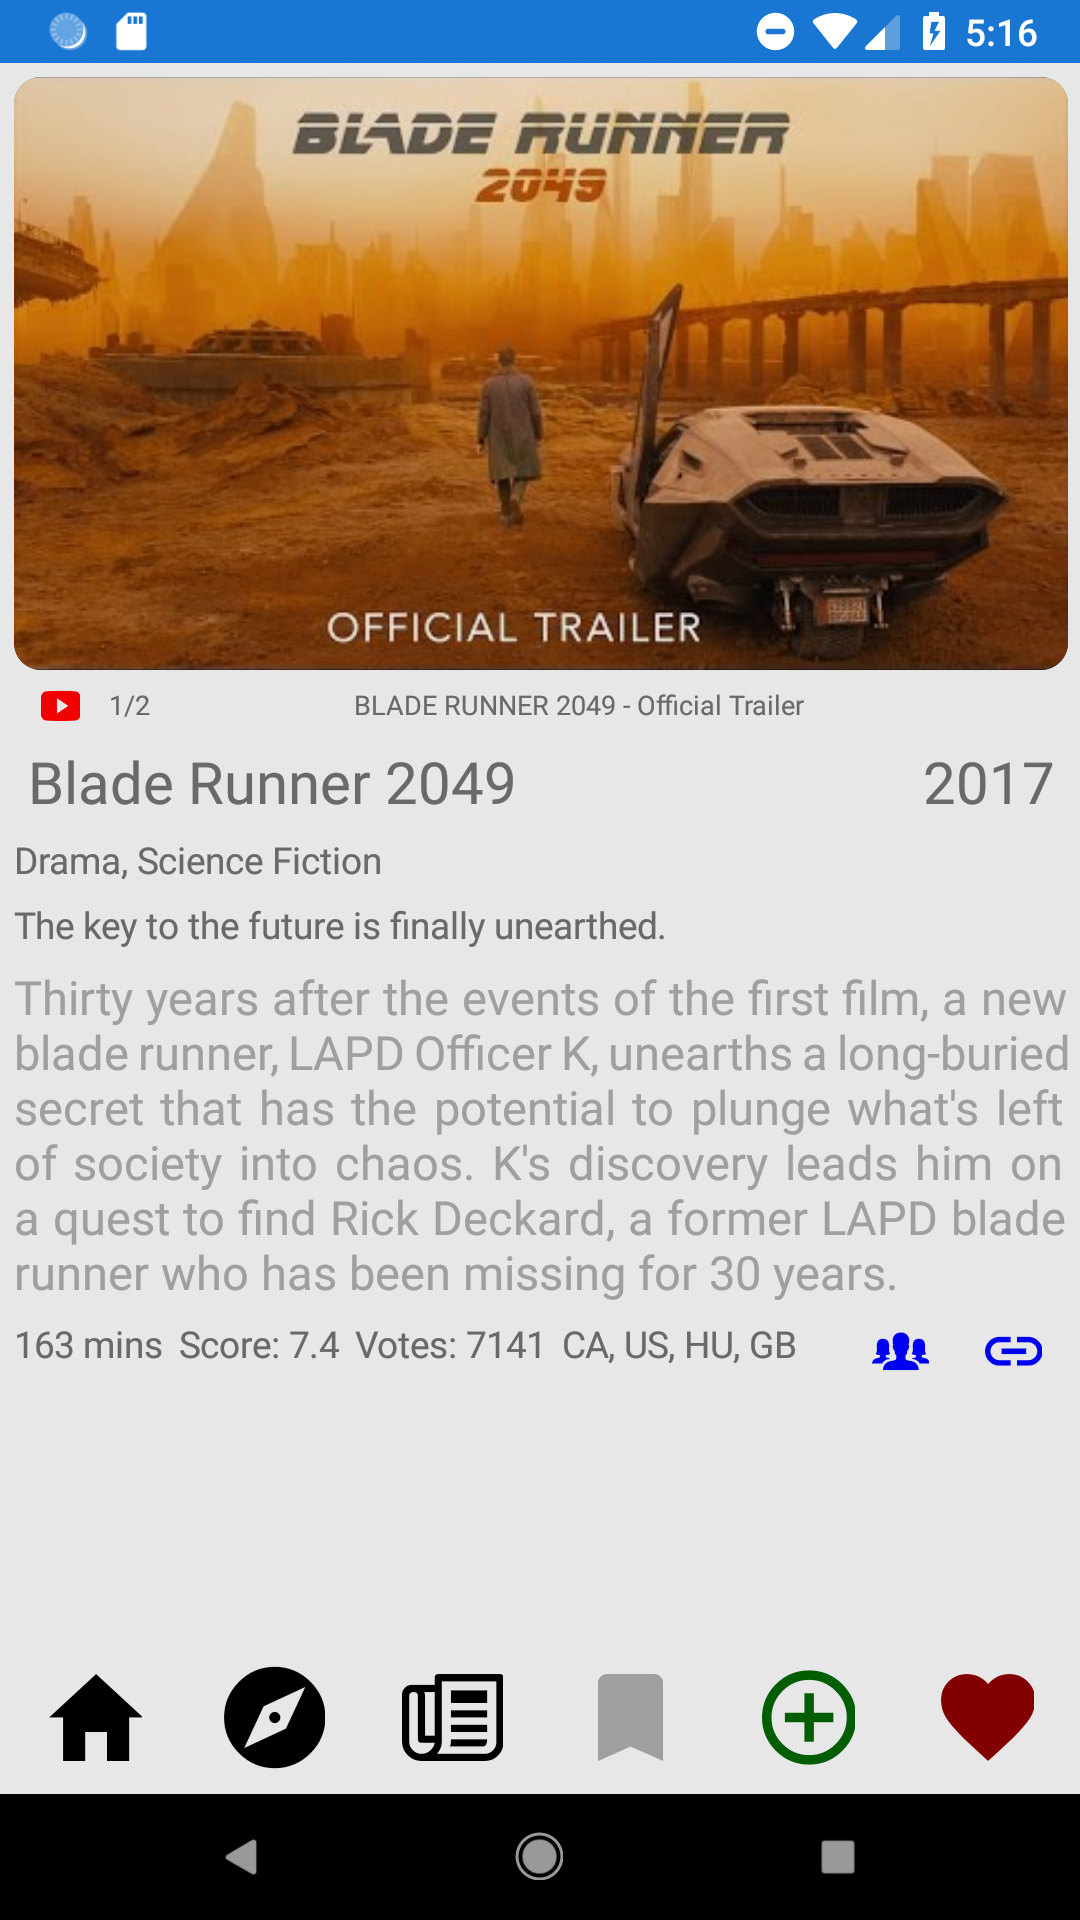 5:16
BLADE RUNNER
2049
OFFICIAL TRAILER
1/2 BLADE RUNNER 2049 - Official Trailer
Blade Runner 2049 2017
Drama, Science Fiction
The key to the future is finally unearthed.
Thirty years after the events of the first film, a new
blade runner, LAPD Officer K, unearths a long-buried
secret that has the potential to plunge what's left
of society into chaos. K's discovery leads him on
a quest to find Rick Deckard, a former LAPD blade
runner who has been missing for 30 years.
163 mins Score: 7.4 Votes: 7141 CA, US, HU, GB